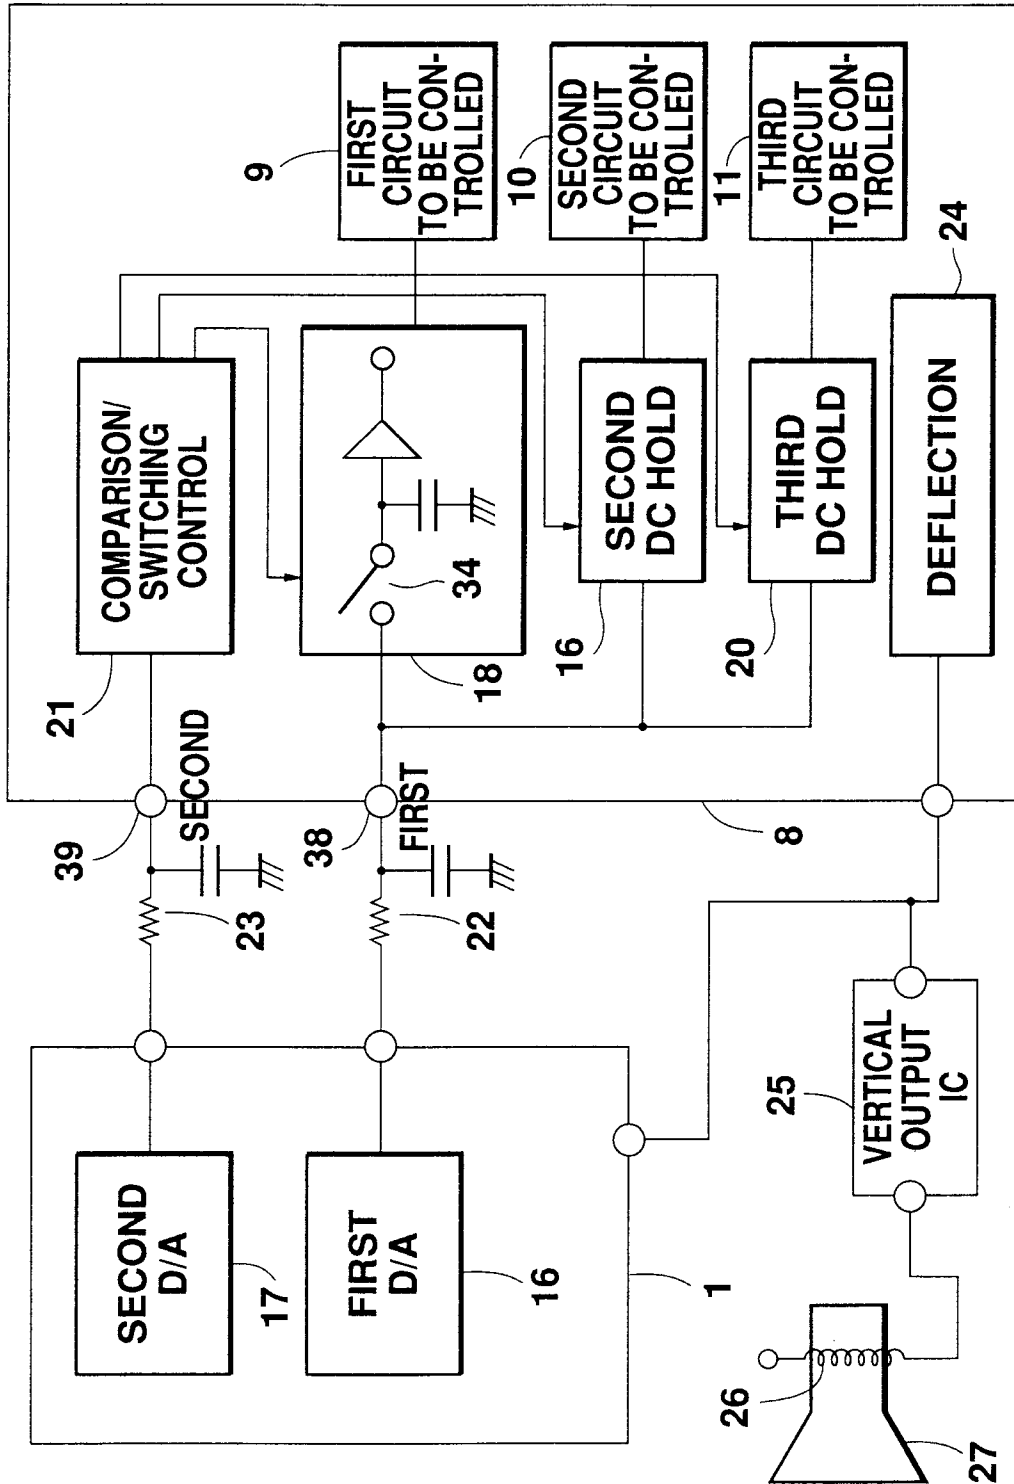 SECOND
D/A
17
FIRST
D/A
16
1
23
22
39
SECOND
38
FIRST
8
21
COMPARISON/
SWITCHING
CONTROL
34
18
SECOND
DC HOLD
16
THIRD
DC HOLD
20
9
FIRST
CIRCUIT
TO BE CON-
TROLLED
10
SECOND
CIRCUIT
TO BE CON-
TROLLED
11
THIRD
CIRCUIT
TO BE CON-
TROLLED
24
DEFLECTION
25
VERTICAL
OUTPUT
IC
26
27